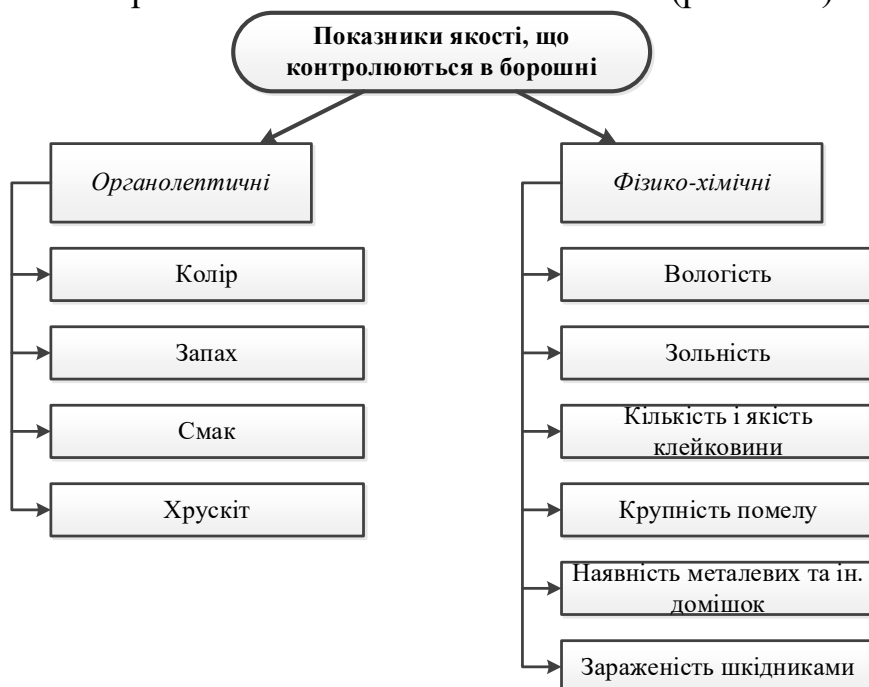 Показники якості, що
контролюються в борошні
Органолептичні
Колір
Запах
Смак
Хрускіт
Фізико-хімічні
Вологість
Зольність
Кількість і якість
клейковини
Крупність помелу
Наявність металевих та ін.
домішок
Зараженість шкідниками